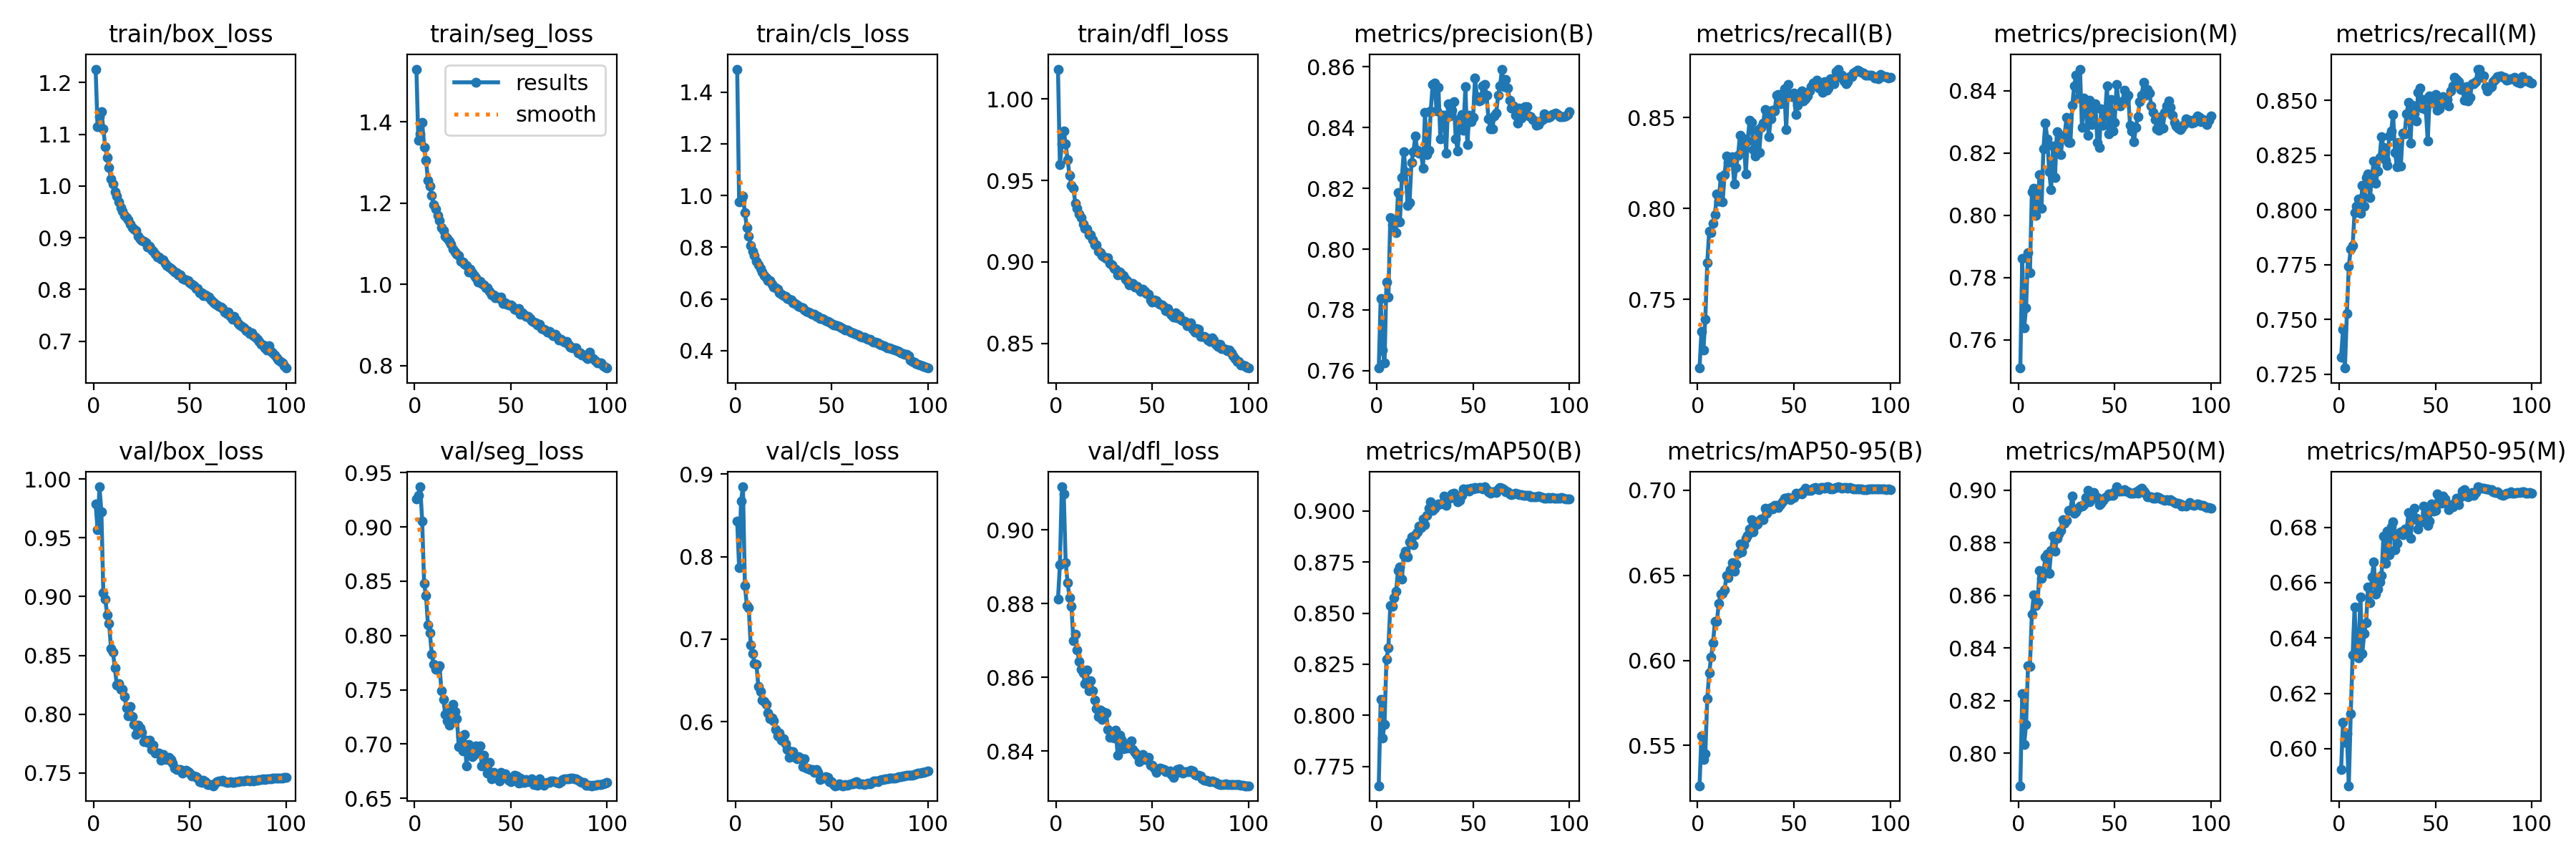 train/box_loss
train/seg_loss
train/cls_loss
train/dfl_loss
metrics/precision(B)
metrics/recall(B)
metrics/precision(M)
metrics/recall(M)
results
smooth
1.2
1.1
1.0
0.9
0.8
0.7
0 50 100
1.4
1.2
1.0
0.8
0 50 100
1.4
1.2
1.0
0.8
0.6
0.4
0 50 100
1.00
0.95
0.90
0.85
0 50 100
0.86
0.84
0.82
0.80
0.78
0.76
0 50 100
0.85
0.80
0.75
0 50 100
0.84
0.82
0.80
0.78
0.76
0 50 100
0.850
0.825
0.800
0.775
0.750
0.725
0 50 100
val/box_loss
val/seg_loss
val/cls_loss
val/dfl_loss
metrics/mAP50(B)
metrics/mAP50-95(B)
metrics/mAP50(M)
metrics/mAP50-95(M)
1.00
0.95
0.90
0.85
0.80
0.75
0 50 100
0.95
0.90
0.85
0.80
0.75
0.70
0.65
0 50 100
0.9
0.8
0.7
0.6
0 50 100
0.90
0.88
0.86
0.84
0 50 100
0.900
0.875
0.850
0.825
0.800
0.775
0 50 100
0.70
0.65
0.60
0.55
0 50 100
0.90
0.88
0.86
0.84
0.82
0.80
0 50 100
0.68
0.66
0.64
0.62
0.60
0 50 100